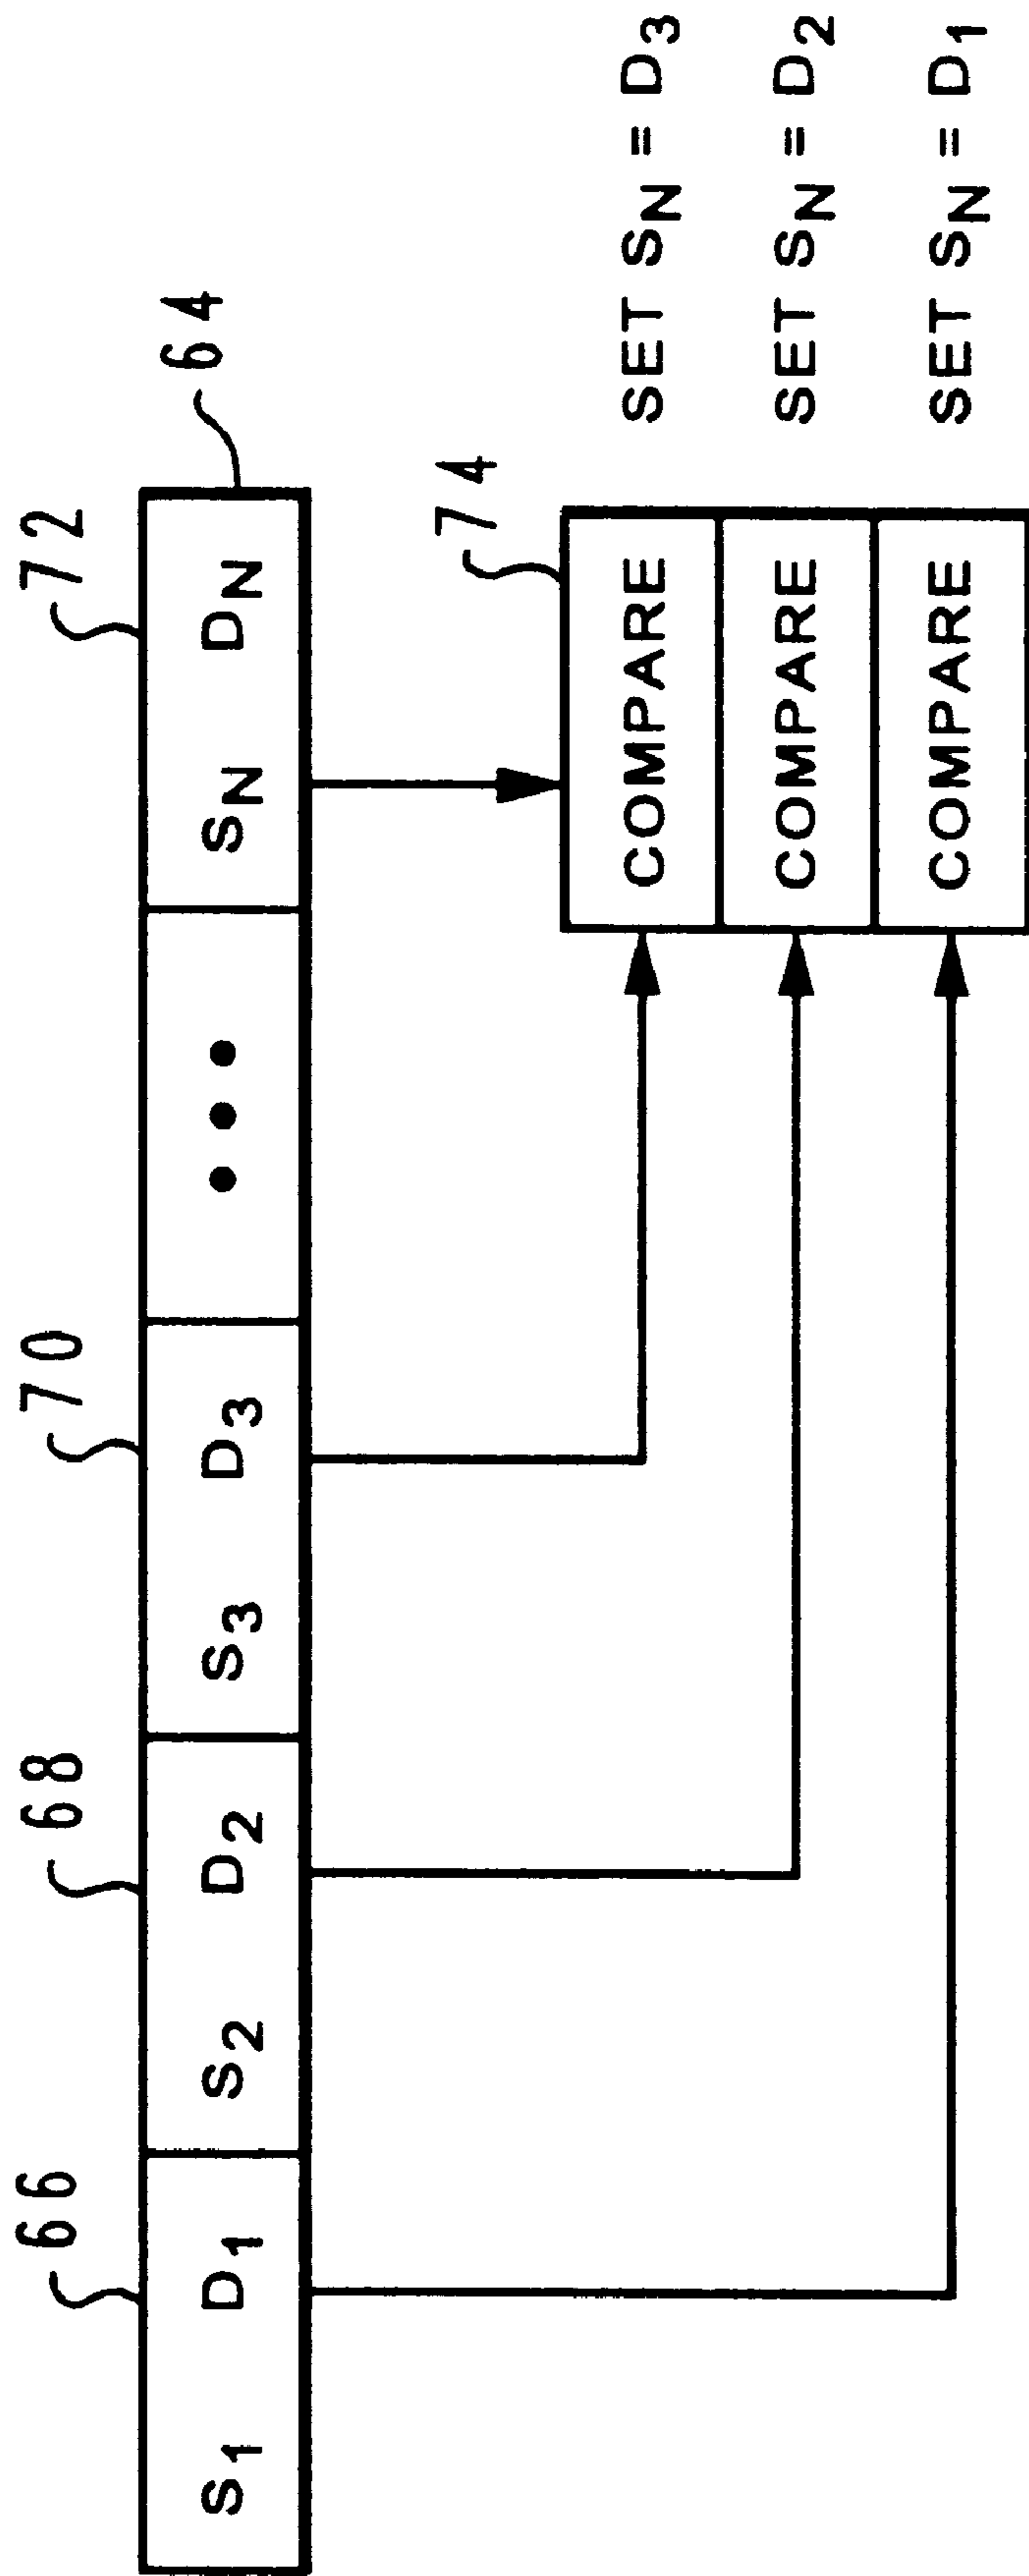 66 68 70 72
S1 D1 S2 D2 S3 D3 ••• SN DN
64
74
COMPARE SET SN = D3
COMPARE SET SN = D2
COMPARE SET SN = D1